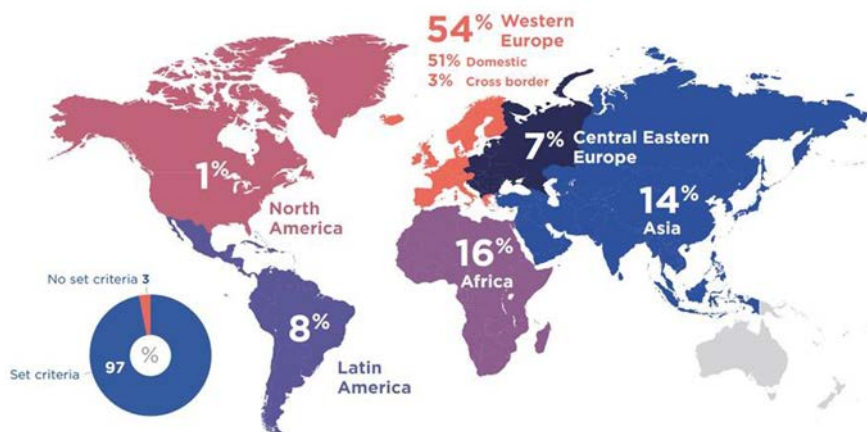 54% Western
Europe
51% Domestic
3% Cross border
7% Central Eastern
Europe
1%
North
America
14%
Asia
16%
Africa
No set criteria 3
%
Set criteria 97
8%
Latin
America